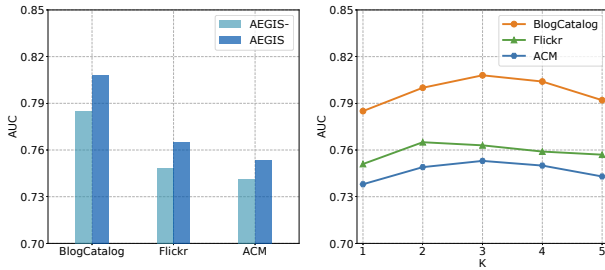 0.85
0.82
0.79
0.76
0.73
0.70
AUC
BlogCatalog
Flickr
ACM
AEGIS-
AEGIS
0.85
0.82
0.79
0.76
0.73
0.70
AUC
1
2
3
4
5
K
BlogCatalog
Flickr
ACM